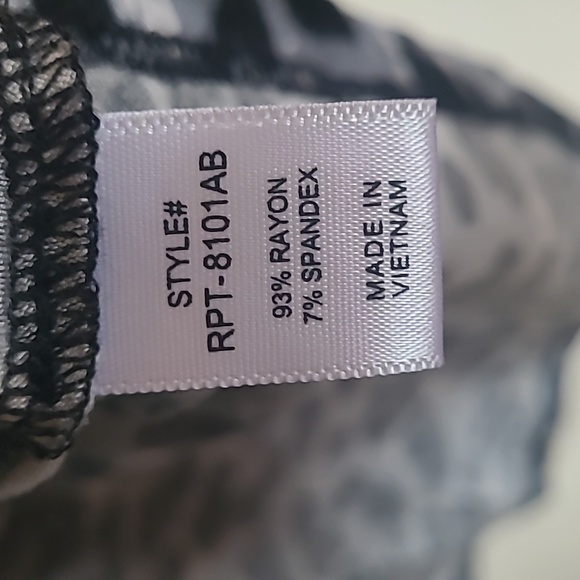 STYLE#
RPT-8101AB
93% RAYON
7% SPANDEX
MADE IN
VIETNAM